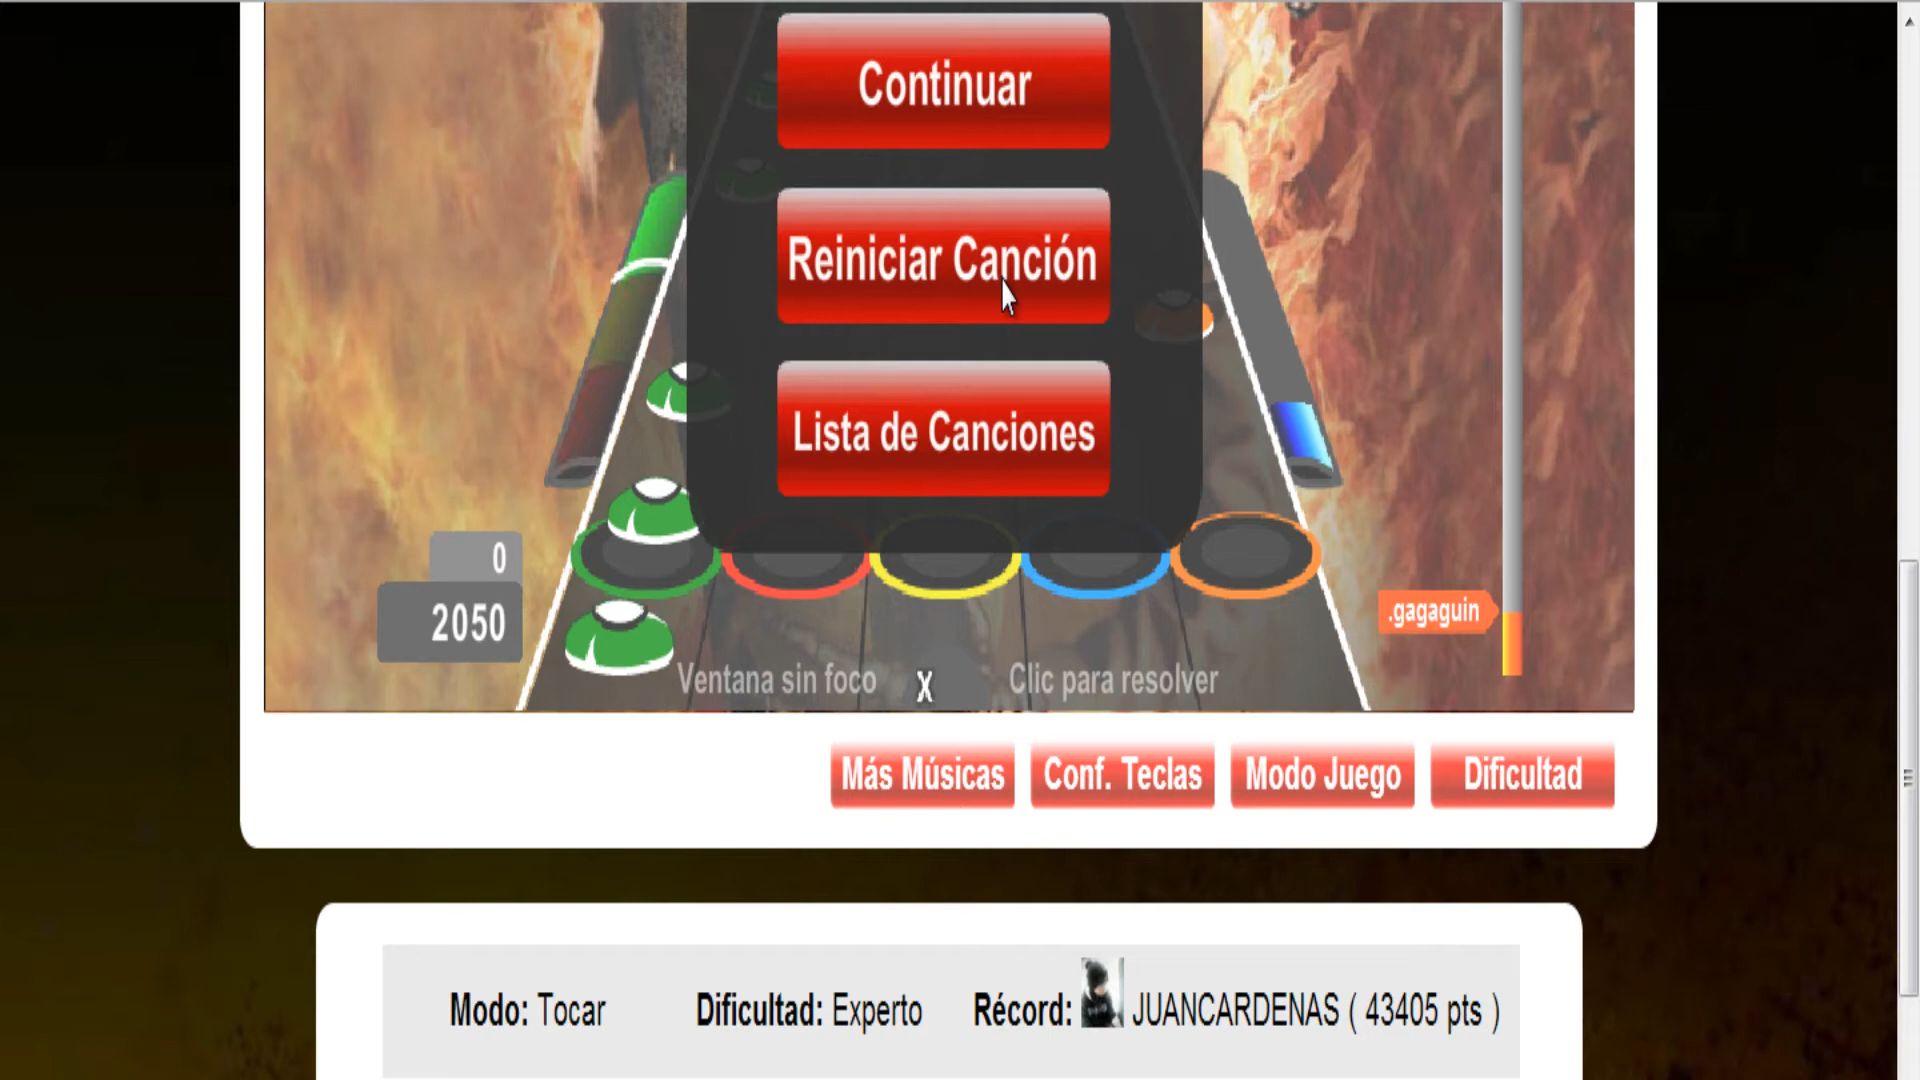 Continuar
Reiniciar Canción
Lista de Canciones
0
2050
.gagaguin
Ventana sin foco X Clic para resolver
Más Músicas Conf. Teclas Modo Juego Dificultad
Modo: Tocar Dificultad: Experto Récord: JUANCARDENAS ( 43405 pts )